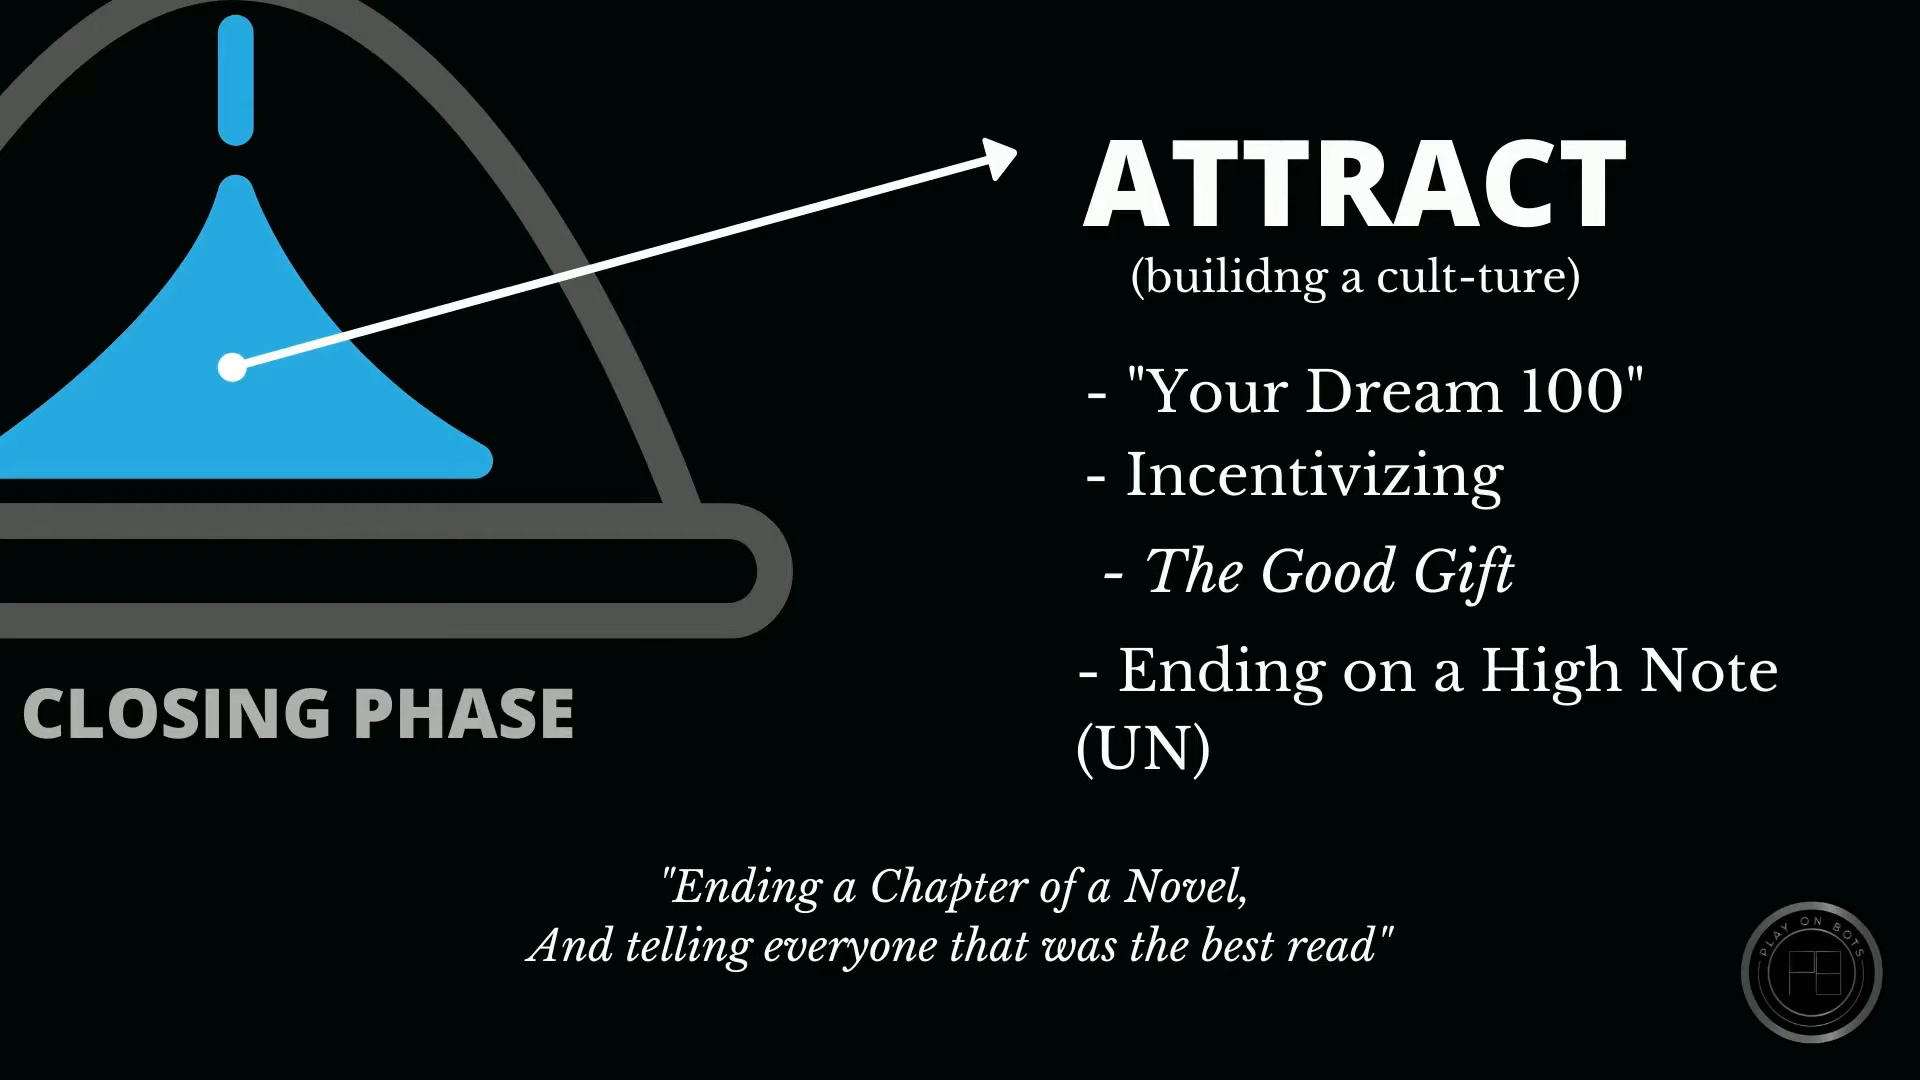 ATTRACT
(builidng a cult-ture)
- "Your Dream 100"
- Incentivizing
- The Good Gift
- Ending on a High Note
(UN)
CLOSING PHASE
"Ending a Chapter of a Novel,
And telling everyone that was the best read"
PLAY ON BOTS